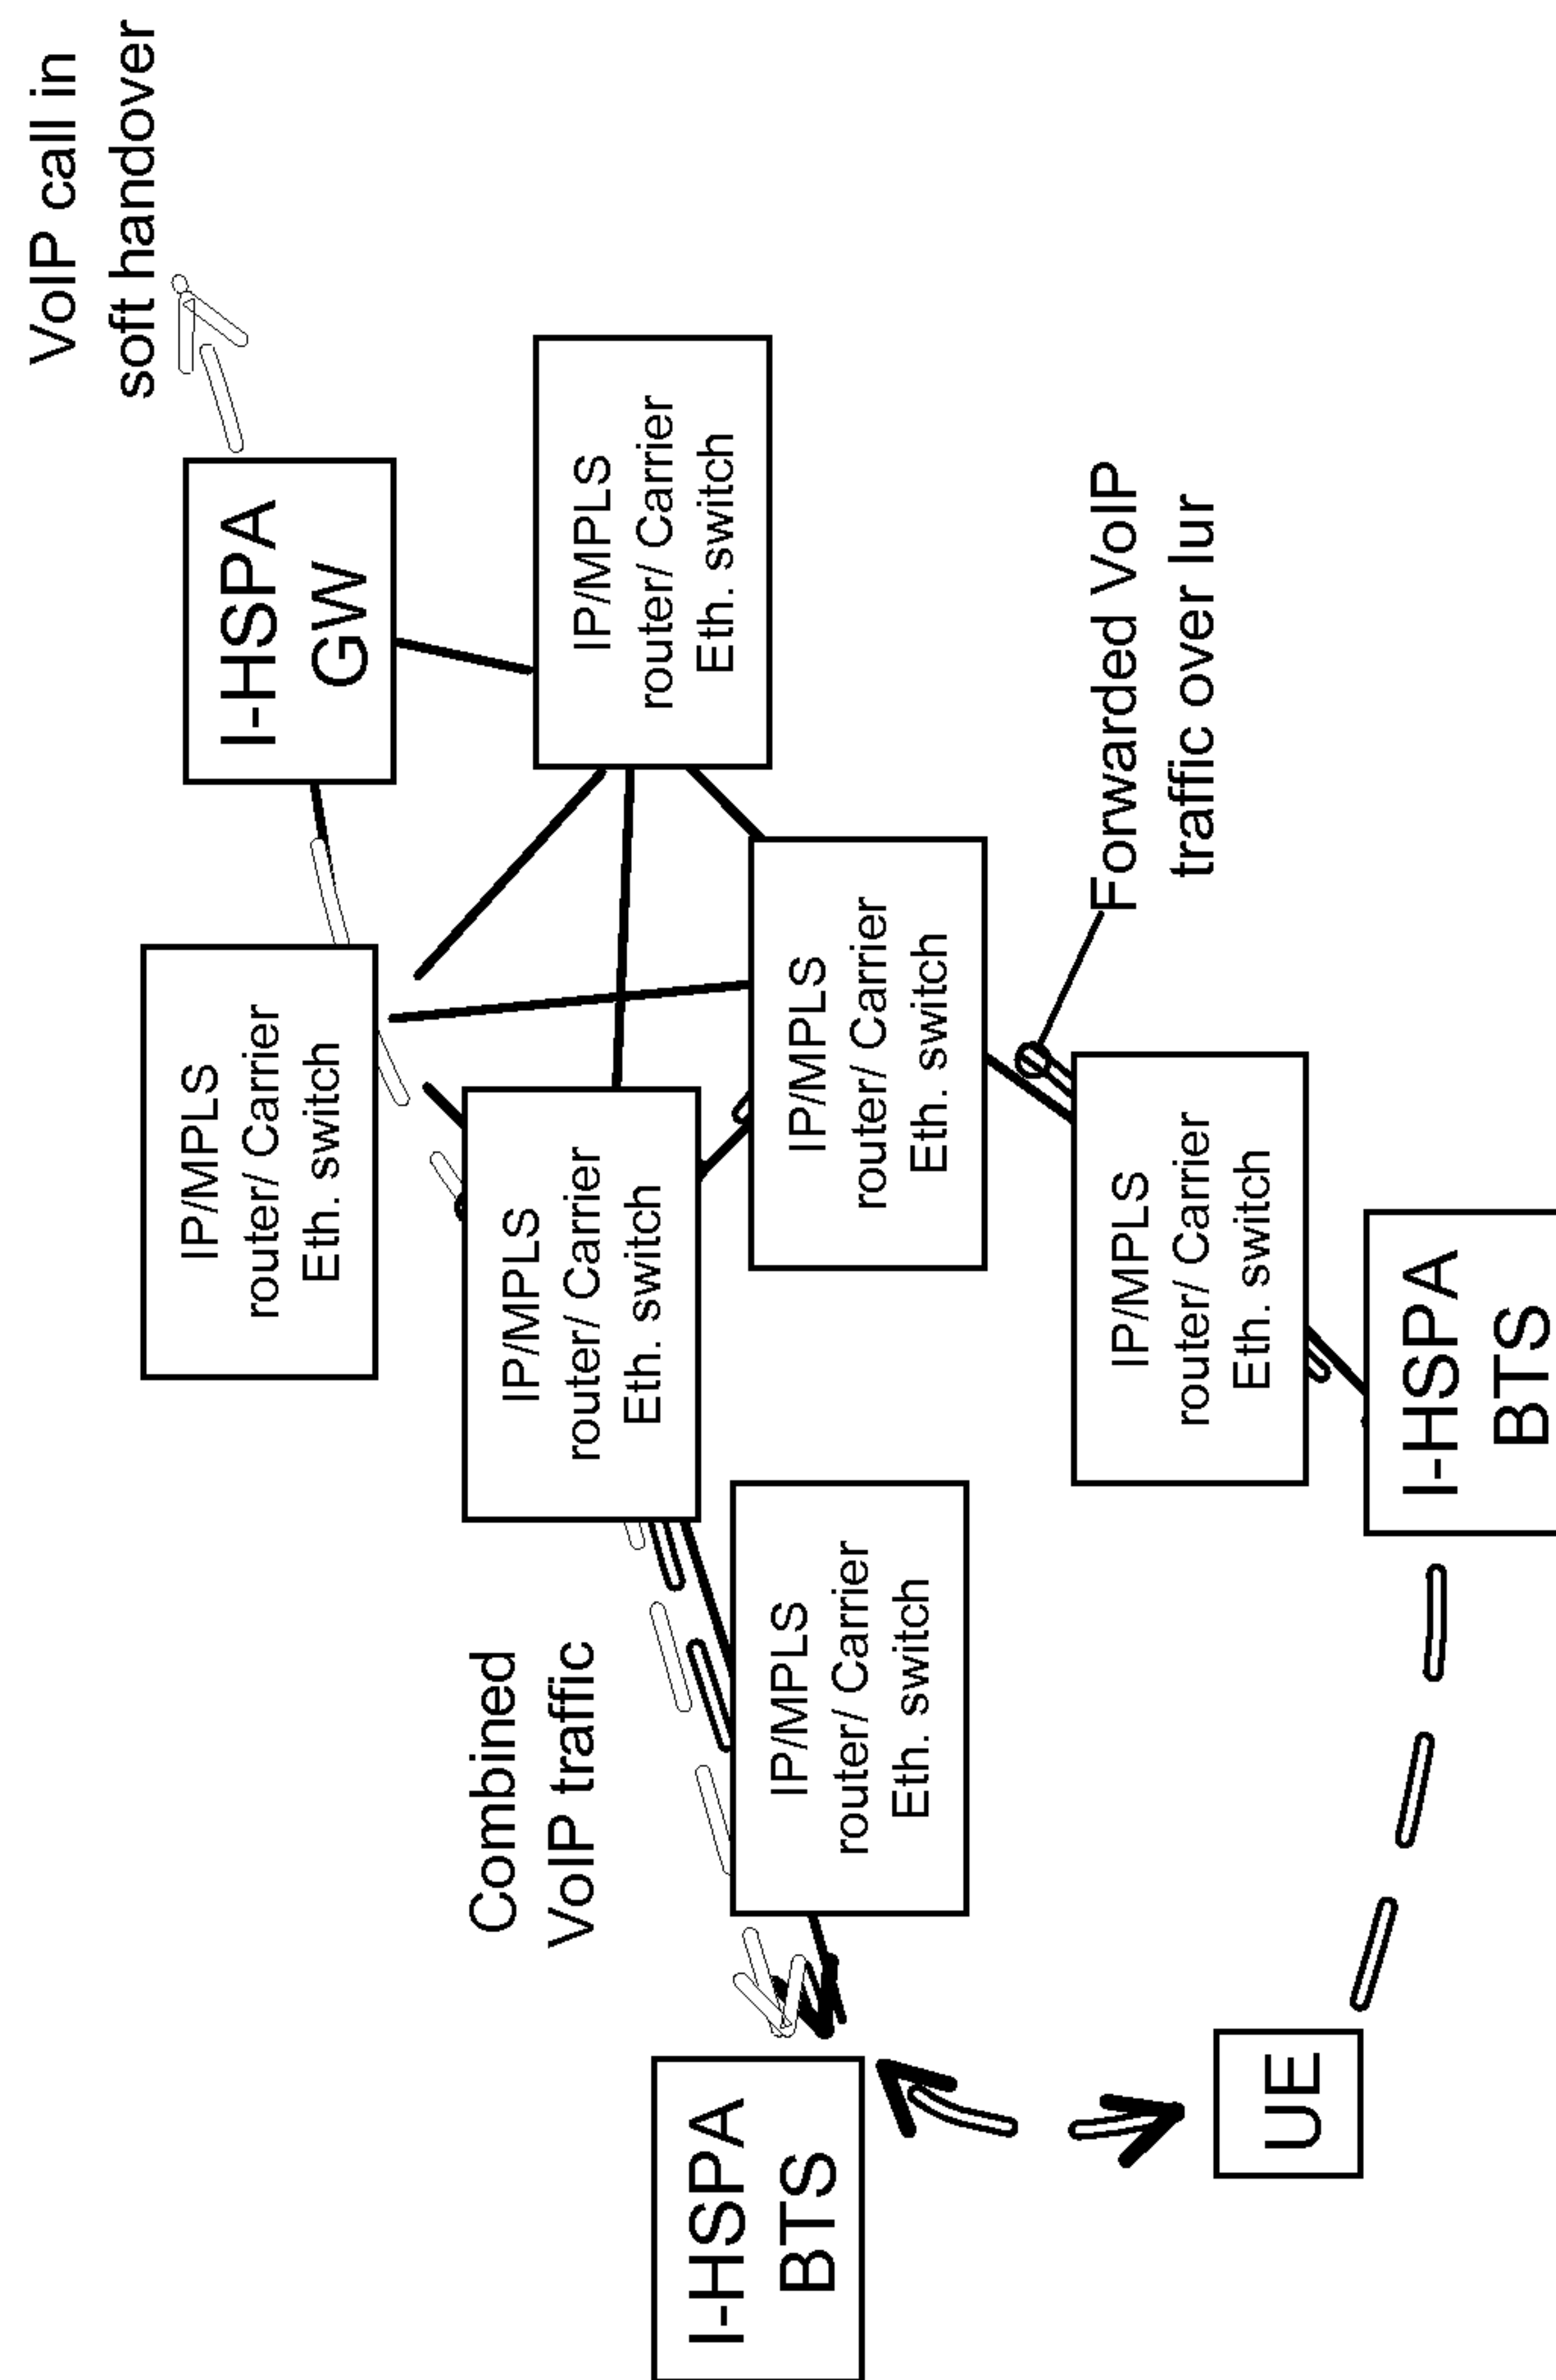 VoIP call in
soft handover
I-HSPA
GW
IP/MPLS
router/ Carrier
Eth. switch
IP/MPLS
router/ Carrier
Eth. switch
IP/MPLS
router/ Carrier
Eth. switch
IP/MPLS
router/ Carrier
Eth. switch
Combined
VoIP traffic
IP/MPLS
router/ Carrier
Eth. switch
IP/MPLS
router/ Carrier
Eth. switch
Forwarded VoIP
traffic over Iur
I-HSPA
BTS
I-HSPA
BTS
UE